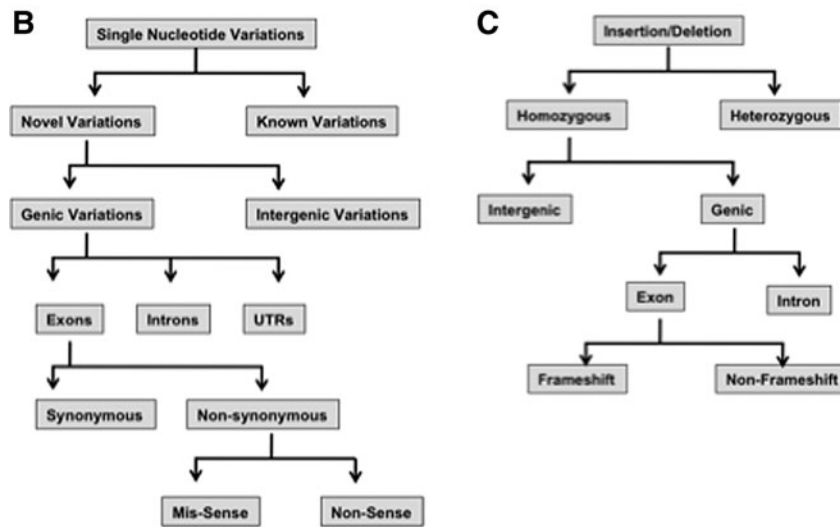 B
Single Nucleotide Variations
Novel Variations
Known Variations
Genic Variations
Intergenic Variations
Exons
Introns
UTRs
Synonymous
Non-synonymous
Mis-Sense
Non-Sense
C
Insertion/Deletion
Homozygous
Heterozygous
Intergenic
Genic
Exon
Intron
Frameshift
Non-Frameshift